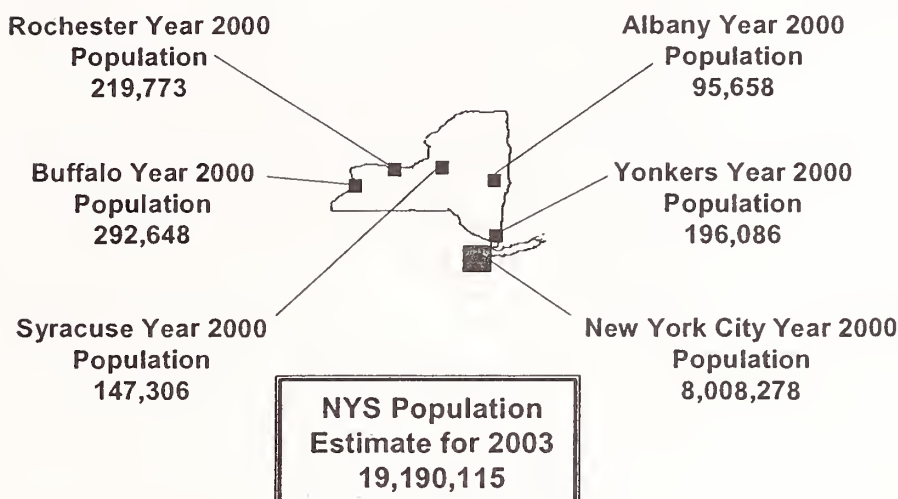 Rochester Year 2000
Population
219,773
Albany Year 2000
Population
95,658
Buffalo Year 2000
Population
292,648
Yonkers Year 2000
Population
196,086
Syracuse Year 2000
Population
147,306
New York City Year 2000
Population
8,008,278
NYS Population
Estimate for 2003
19,190,115